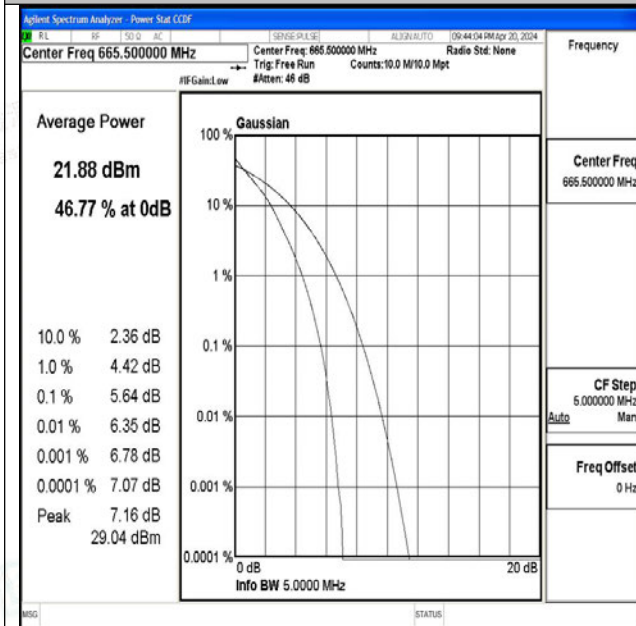 Agilent Spectrum Analyzer - Power Stat CCDF
RL RF 50 Ω AC SENSE:PULSE ALIGNAUTO 09:44:04 PM Apr 20, 2024
Center Freq 665.500000 MHz
Center Freq: 665.500000 MHz Radio Std: None
Trig: Free Run Counts:10.0 M/10.0 Mpt
#IFGain:Low #Atten: 46 dB
Frequency
Average Power
21.88 dBm
46.77 % at 0dB
10.0 % 2.36 dB
1.0 % 4.42 dB
0.1 % 5.64 dB
0.01 % 6.35 dB
0.001 % 6.78 dB
0.0001 % 7.07 dB
Peak 7.16 dB
29.04 dBm
Gaussian
100 %
10 %
1 %
0.1 %
0.01 %
0.001 %
0.0001 %
0 dB 20 dB
Info BW 5.0000 MHz
Center Freq
665.500000 MHz
CF Step
5.000000 MHz
Auto Man
Freq Offset
0 Hz
MSG STATUS